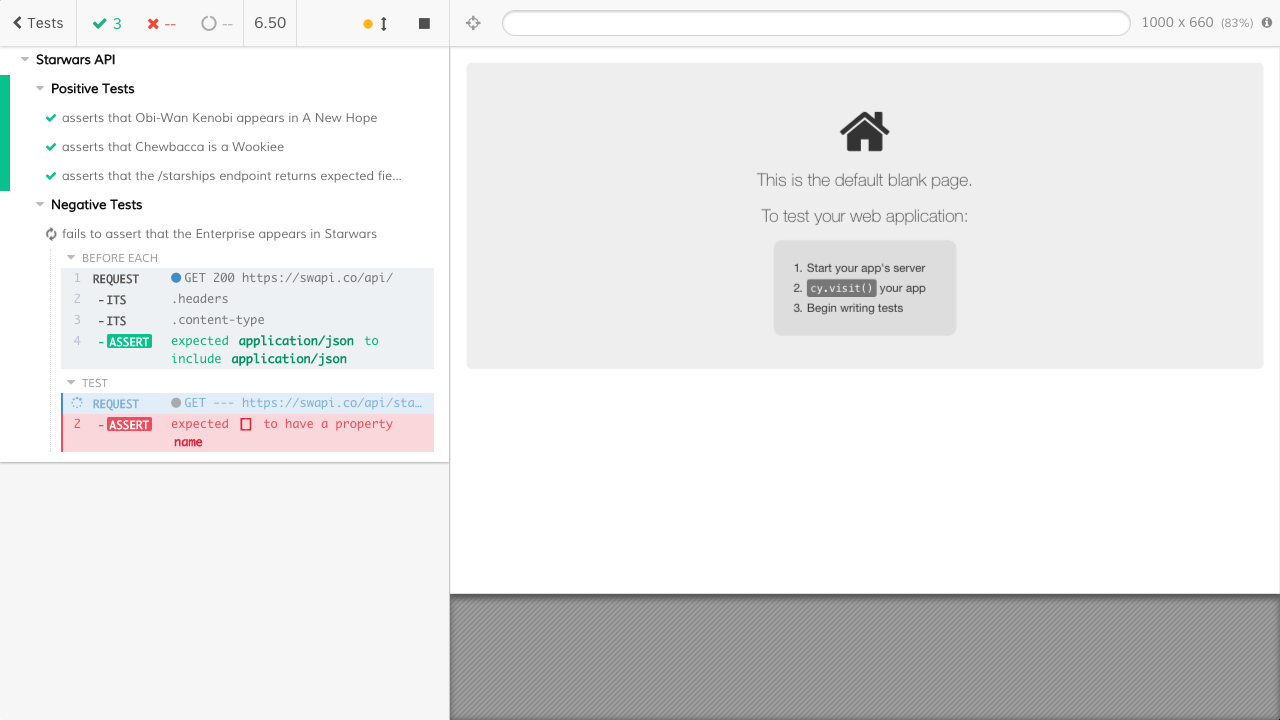 Tests 3 -- -- 6.50
Starwars API
Positive Tests
asserts that Obi-Wan Kenobi appears in A New Hope
asserts that Chewbacca is a Wookiee
asserts that the /starships endpoint returns expected fie...
Negative Tests
fails to assert that the Enterprise appears in Starwars
BEFORE EACH
1 REQUEST GET 200 https://swapi.co/api/
2 - ITS .headers
3 - ITS .content-type
4 - ASSERT expected application/json to
include application/json
TEST
REQUEST GET --- https://swapi.co/api/sta...
2 - ASSERT expected [] to have a property
name
1000 x 660 (83%)
This is the default blank page.
To test your web application:
1. Start your app's server
2. cy.visit() your app
3. Begin writing tests